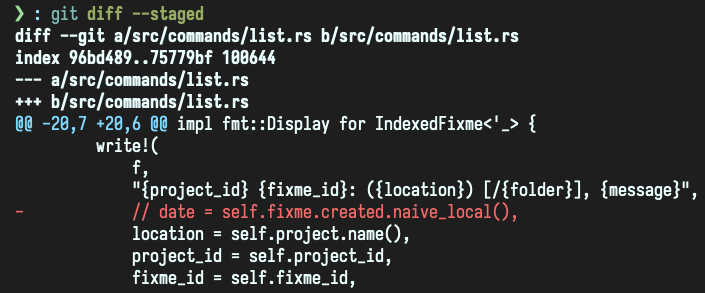 ❯ : git diff --staged
diff --git a/src/commands/list.rs b/src/commands/list.rs
index 96bd489..75779bf 100644
--- a/src/commands/list.rs
+++ b/src/commands/list.rs
@@ -20,7 +20,6 @@ impl fmt::Display for IndexedFixme<'_> {
         write!(
             f,
             "{project_id} {fixme_id}: ({location}) [/{folder}], {message}",
-            // date = self.fixme.created.naive_local(),
             location = self.project.name(),
             project_id = self.project_id,
             fixme_id = self.fixme_id,